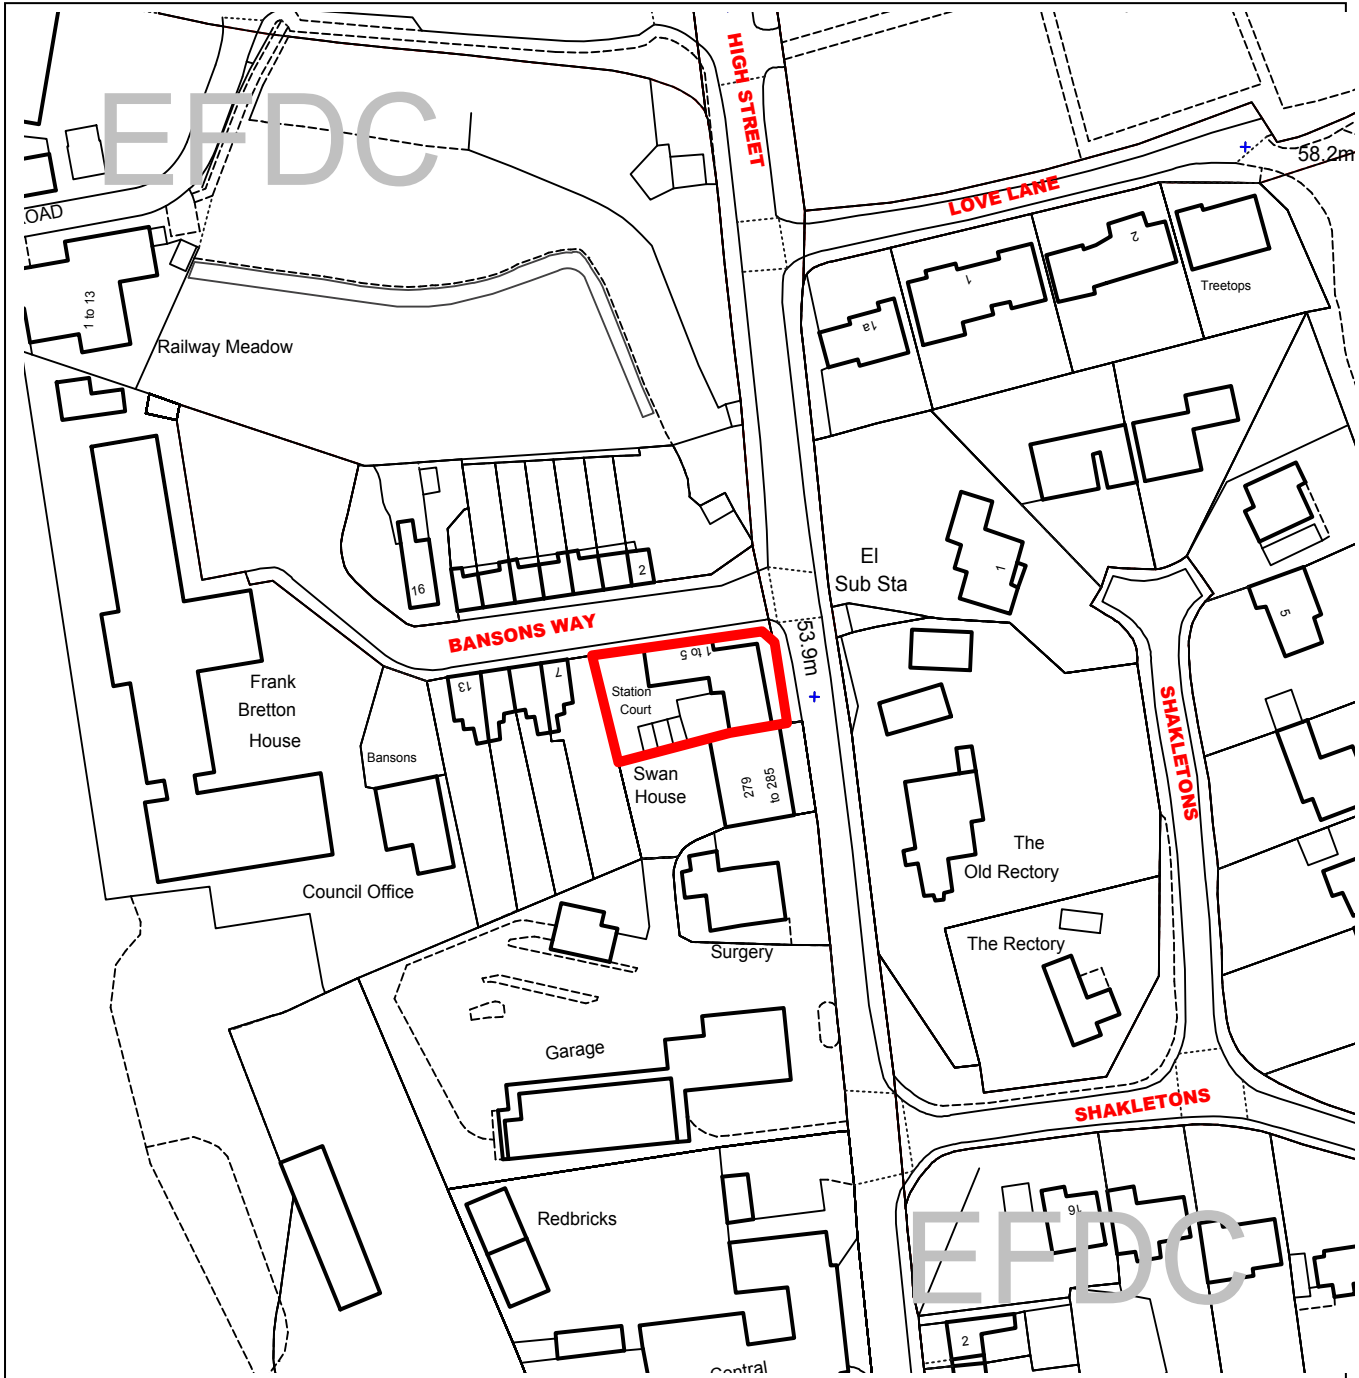 EFDC
HIGH STREET
58.2m
LOVE LANE
OAD
2
1
Treetops
1 to 13
1a
Railway Meadow
El
Sub Sta
1
16
2
5
BANSONS WAY
53.9m
1 to 5
Frank
Bretton
House
13
7
Station
Court
SHAKLETONS
Bansons
Swan
House
279
to 285
The
Old Rectory
Council Office
The Rectory
Surgery
Garage
SHAKLETONS
Redbricks
16
EFDC
2
Central